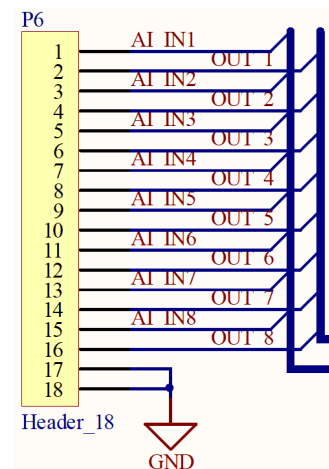 P6
1 AI_IN1
2 OUT_1
3 AI_IN2
4 OUT_2
5 AI_IN3
6 OUT_3
7 AI_IN4
8 OUT_4
9 AI_IN5
10 OUT_5
11 AI_IN6
12 OUT_6
13 AI_IN7
14 OUT_7
15 AI_IN8
16 OUT_8
17
18
Header_18
GND